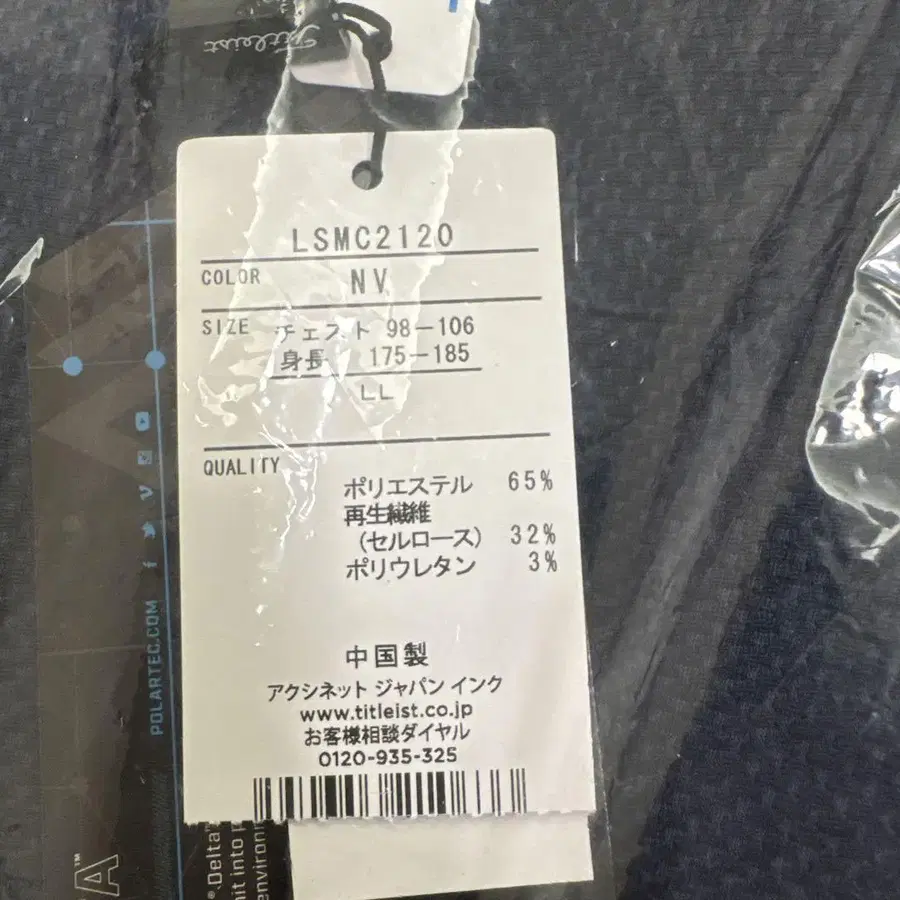 Titleist
LSMC2120
COLOR NV
SIZE チェスト 98-106
身長 175-185
LL
QUALITY
ポリエステル 65%
再生繊維
(セルロース) 32%
ポリウレタン 3%
中国製
アクシネット ジャパン インク
www.titleist.co.jp
お客様相談ダイヤル
0120-935-325
POLARTEC.COM
Delta™
into